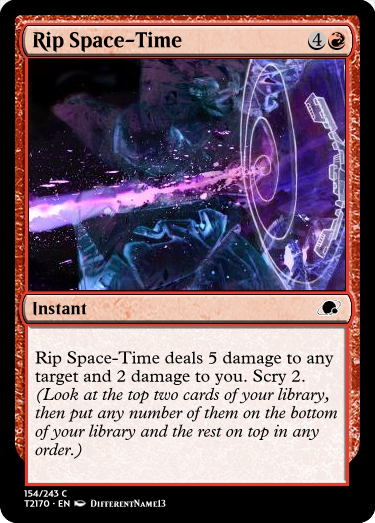 Rip Space-Time 4
Instant
Rip Space-Time deals 5 damage to any
target and 2 damage to you. Scry 2.
(Look at the top two cards of your library,
then put any number of them on the bottom
of your library and the rest on top in any
order.)
154/243 C
T2170 • EN DifferentName13